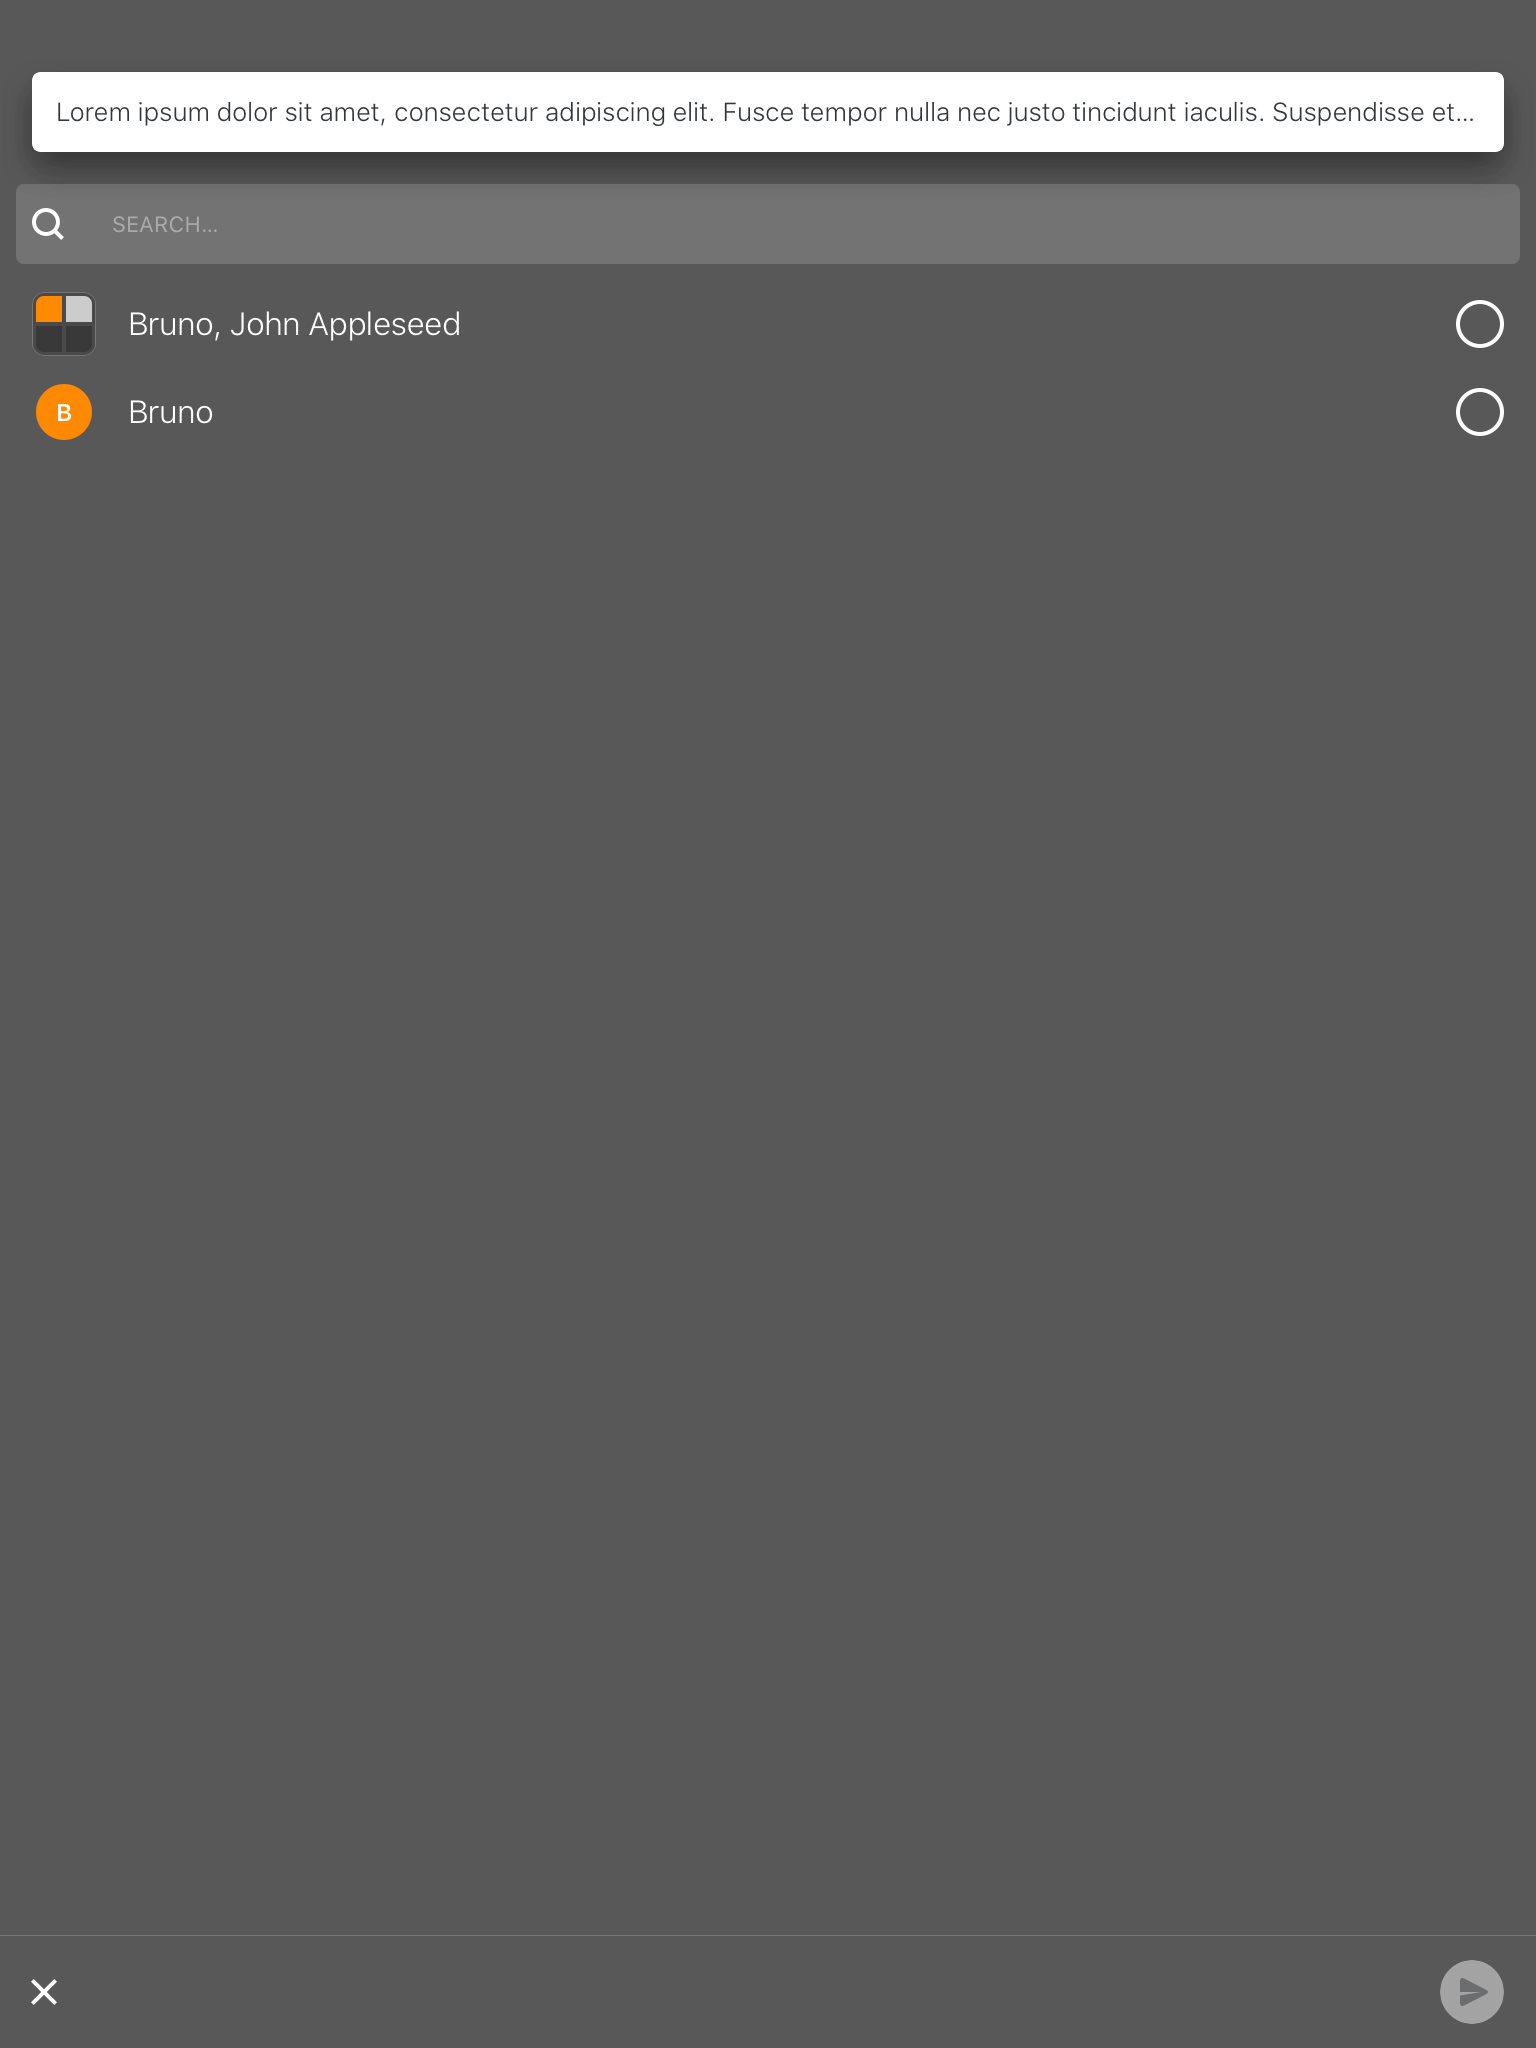 Lorem ipsum dolor sit amet, consectetur adipiscing elit. Fusce tempor nulla nec justo tincidunt iaculis. Suspendisse et...
SEARCH...
Bruno, John Appleseed
B Bruno